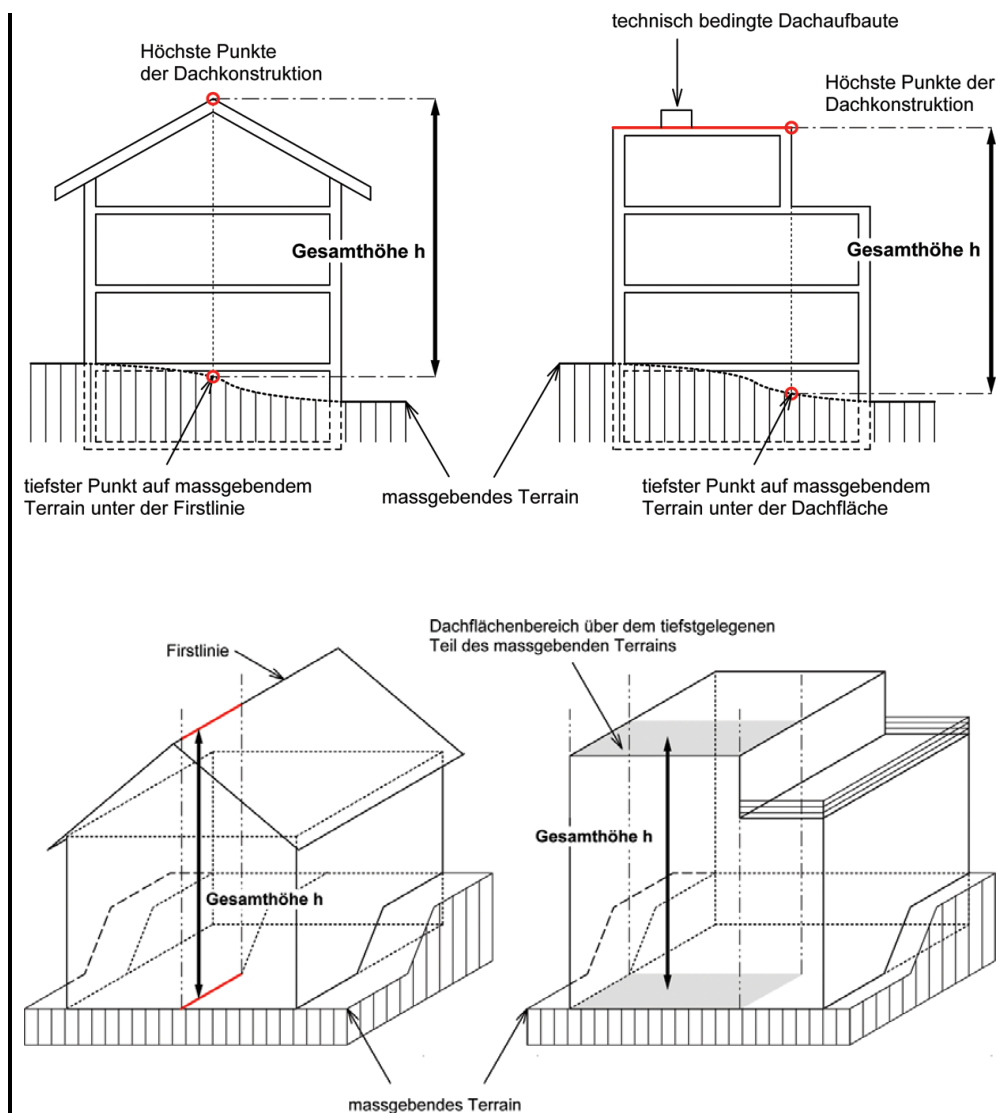 technisch bedingte Dachaufbaute
Höchste Punkte
der Dachkonstruktion
Höchste Punkte der
Dachkonstruktion
Gesamthöhe h
Gesamthöhe h
tiefster Punkt auf massgebendem
Terrain unter der Firstlinie
massgebendes Terrain
tiefster Punkt auf massgebendem
Terrain unter der Dachfläche
Firstlinie
Dachflächenbereich über dem tiefstgelegenen
Teil des massgebenden Terrains
Gesamthöhe h
Gesamthöhe h
massgebendes Terrain